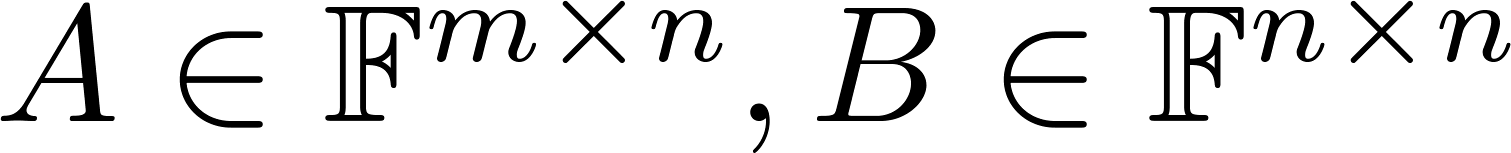 A ∈ 𝔽^{m×n}, B ∈ 𝔽^{n×n}